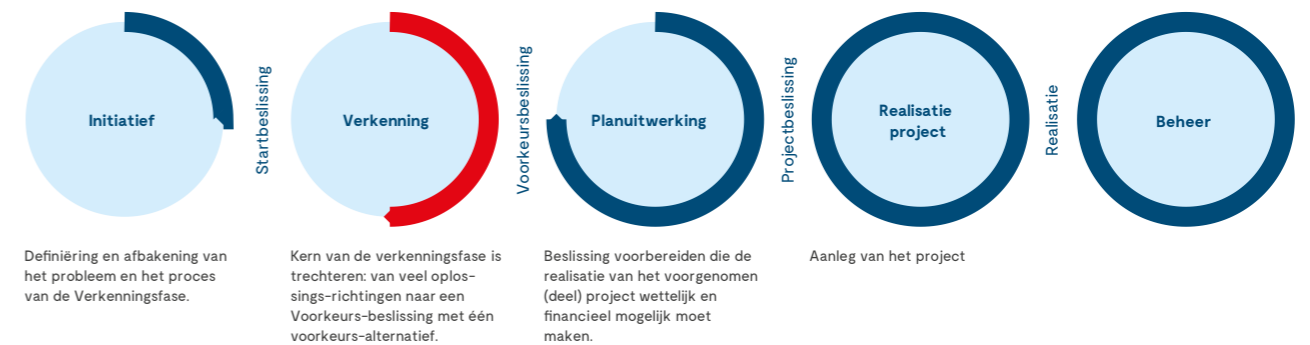 Initiatief
Startbeslissing
Verkenning
Voorkeursbeslissing
Planuitwerking
Projectbeslissing
Realisatie
project
Realisatie
Beheer
Definiëring en afbakening van
het probleem en het proces
van de Verkenningsfase.
Kern van de verkenningsfase is
trechteren: van veel oplos-
sings-richtingen naar een
Voorkeurs-beslissing met één
voorkeurs-alternatief.
Beslissing voorbereiden die de
realisatie van het voorgenomen
(deel) project wettelijk en
financieel mogelijk moet
maken.
Aanleg van het project